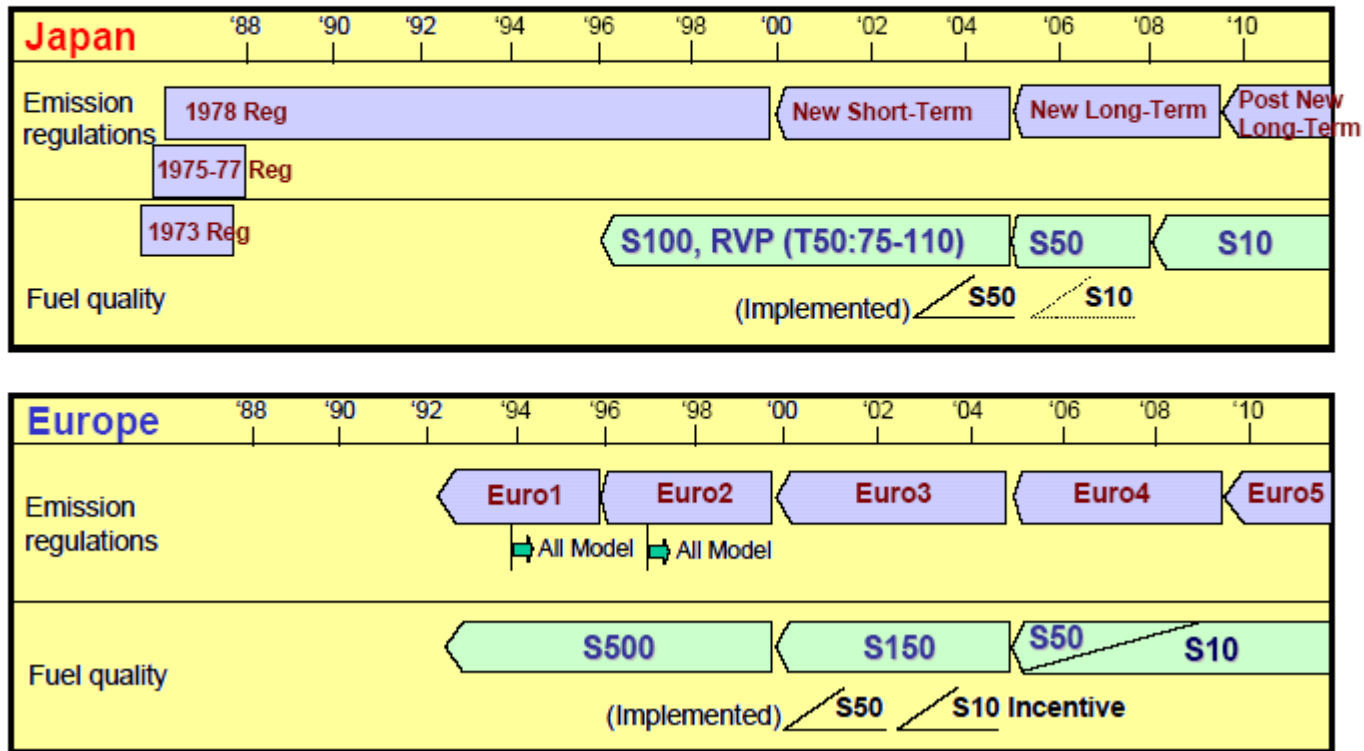 Japan '88 '90 '92 '94 '96 '98 '00 '02 '04 '06 '08 '10
Emission regulations
1978 Reg
New Short-Term
New Long-Term
Post New Long-Term
1975-77 Reg
1973 Reg
Fuel quality
S100, RVP (T50:75-110)
S50
S10
(Implemented) S50 S10
Europe '88 '90 '92 '94 '96 '98 '00 '02 '04 '06 '08 '10
Emission regulations
Euro1 Euro2 Euro3 Euro4 Euro5
All Model All Model
Fuel quality
S500 S150 S50 S10
(Implemented) S50 S10 Incentive